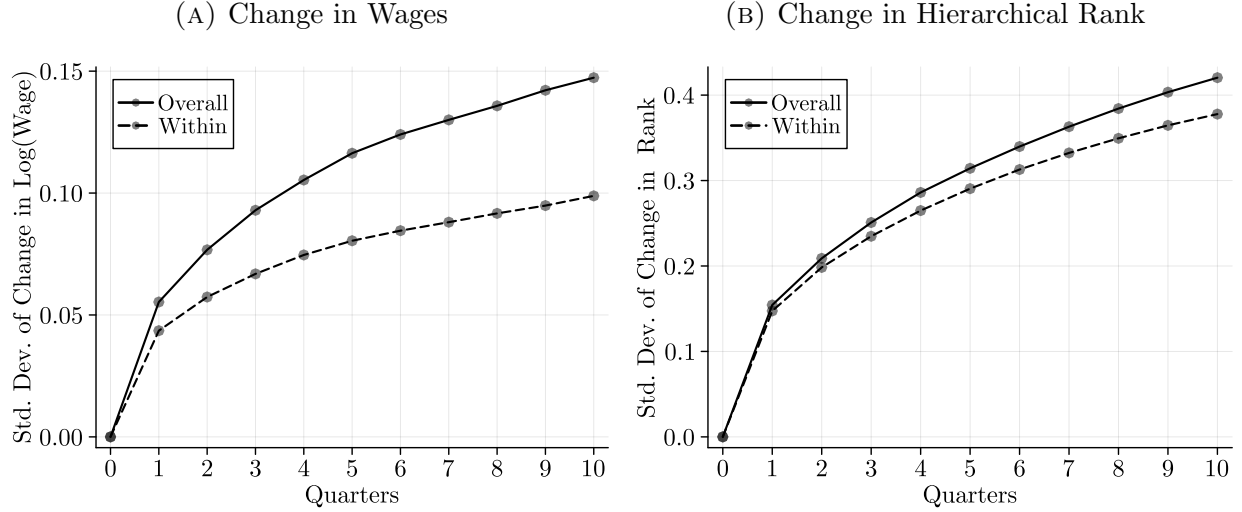 (A) Change in Wages
Std. Dev. of Change in Log(Wage)
0.15
0.10
0.05
0.00
Overall
Within
0 1 2 3 4 5 6 7 8 9 10
Quarters
(B) Change in Hierarchical Rank
Std. Dev. of Change in Rank
0.4
0.3
0.2
0.1
0.0
Overall
Within
0 1 2 3 4 5 6 7 8 9 10
Quarters